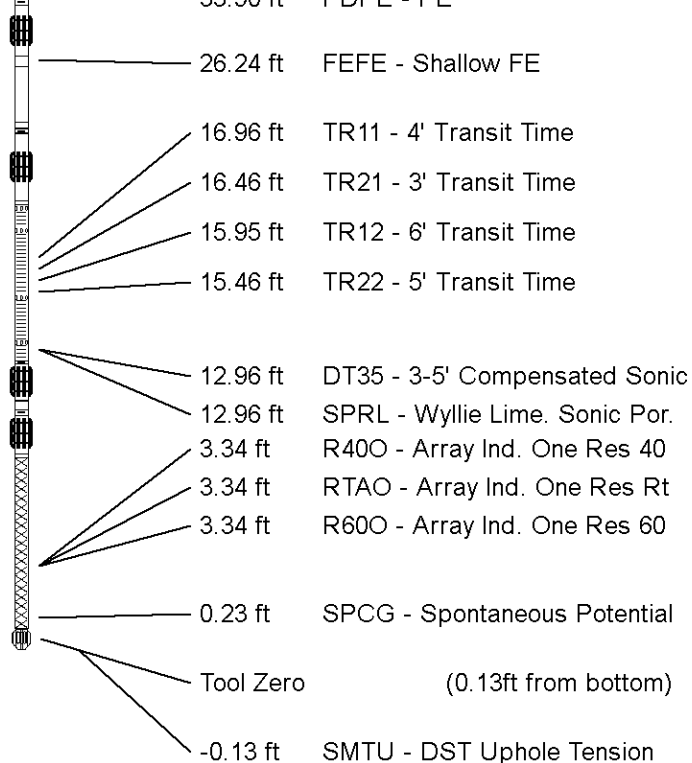 26.24 ft FEFE - Shallow FE
16.96 ft TR11 - 4' Transit Time
16.46 ft TR21 - 3' Transit Time
15.95 ft TR12 - 6' Transit Time
15.46 ft TR22 - 5' Transit Time
12.96 ft DT35 - 3-5' Compensated Sonic
12.96 ft SPRL - Wyllie Lime. Sonic Por.
3.34 ft R40O - Array Ind. One Res 40
3.34 ft RTAO - Array Ind. One Res Rt
3.34 ft R60O - Array Ind. One Res 60
0.23 ft SPCG - Spontaneous Potential
Tool Zero (0.13ft from bottom)
-0.13 ft SMTU - DST Uphole Tension